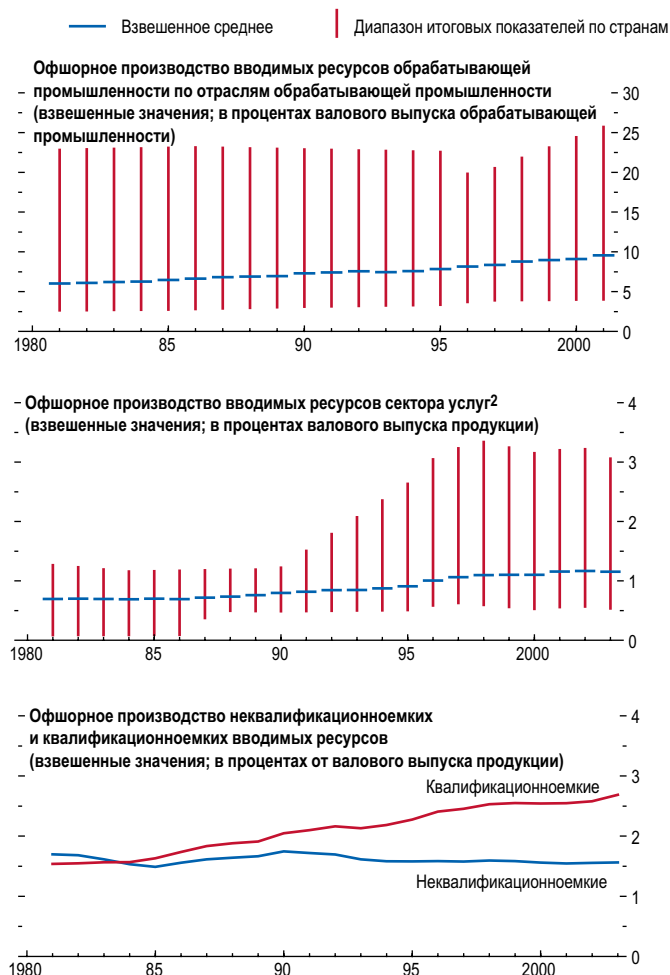 Взвешенное среднее
Диапазон итоговых показателей по странам
Офшорное производство вводимых ресурсов обрабатывающей
промышленности по отраслям обрабатывающей промышленности
(взвешенные значения; в процентах валового выпуска обрабатывающей
промышленности)
30
25
20
15
10
5
0
1980 85 90 95 2000
Офшорное производство вводимых ресурсов сектора услуг2
(взвешенные значения; в процентах валового выпуска продукции)
4
3
2
1
0
1980 85 90 95 2000
Офшорное производство неквалификационноемких
и квалификационноемких вводимых ресурсов
(взвешенные значения; в процентах от валового выпуска продукции)
4
3
Квалификационноемкие
2
Неквалификационноемкие
1
0
1980 85 90 95 2000